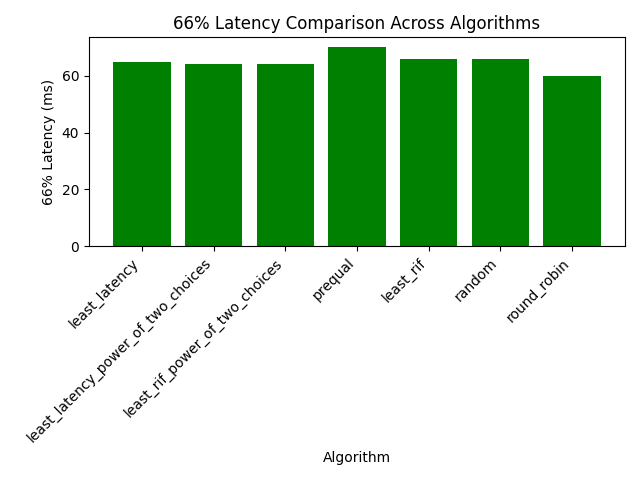 66% Latency Comparison Across Algorithms
66% Latency (ms)
60
40
20
0
least_latency
least_latency_power_of_two_choices
least_rif_power_of_two_choices
prequal
least_rif
random
round_robin
Algorithm